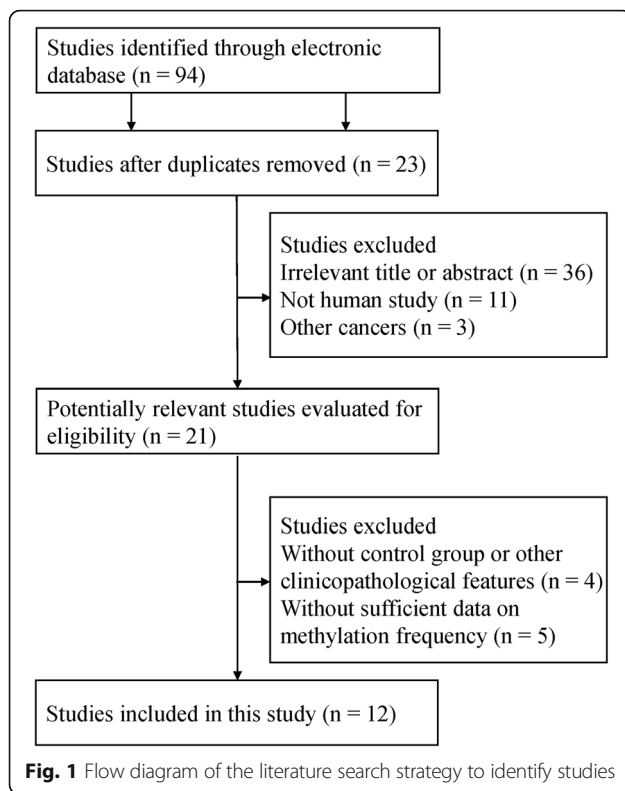 Studies identified through electronic
database (n = 94)
Studies after duplicates removed (n = 23)
Studies excluded
Irrelevant title or abstract (n = 36)
Not human study (n = 11)
Other cancers (n = 3)
Potentially relevant studies evaluated for
eligibility (n = 21)
Studies excluded
Without control group or other
clinicopathological features (n = 4)
Without sufficient data on
methylation frequency (n = 5)
Studies included in this study (n = 12)
Fig. 1 Flow diagram of the literature search strategy to identify studies